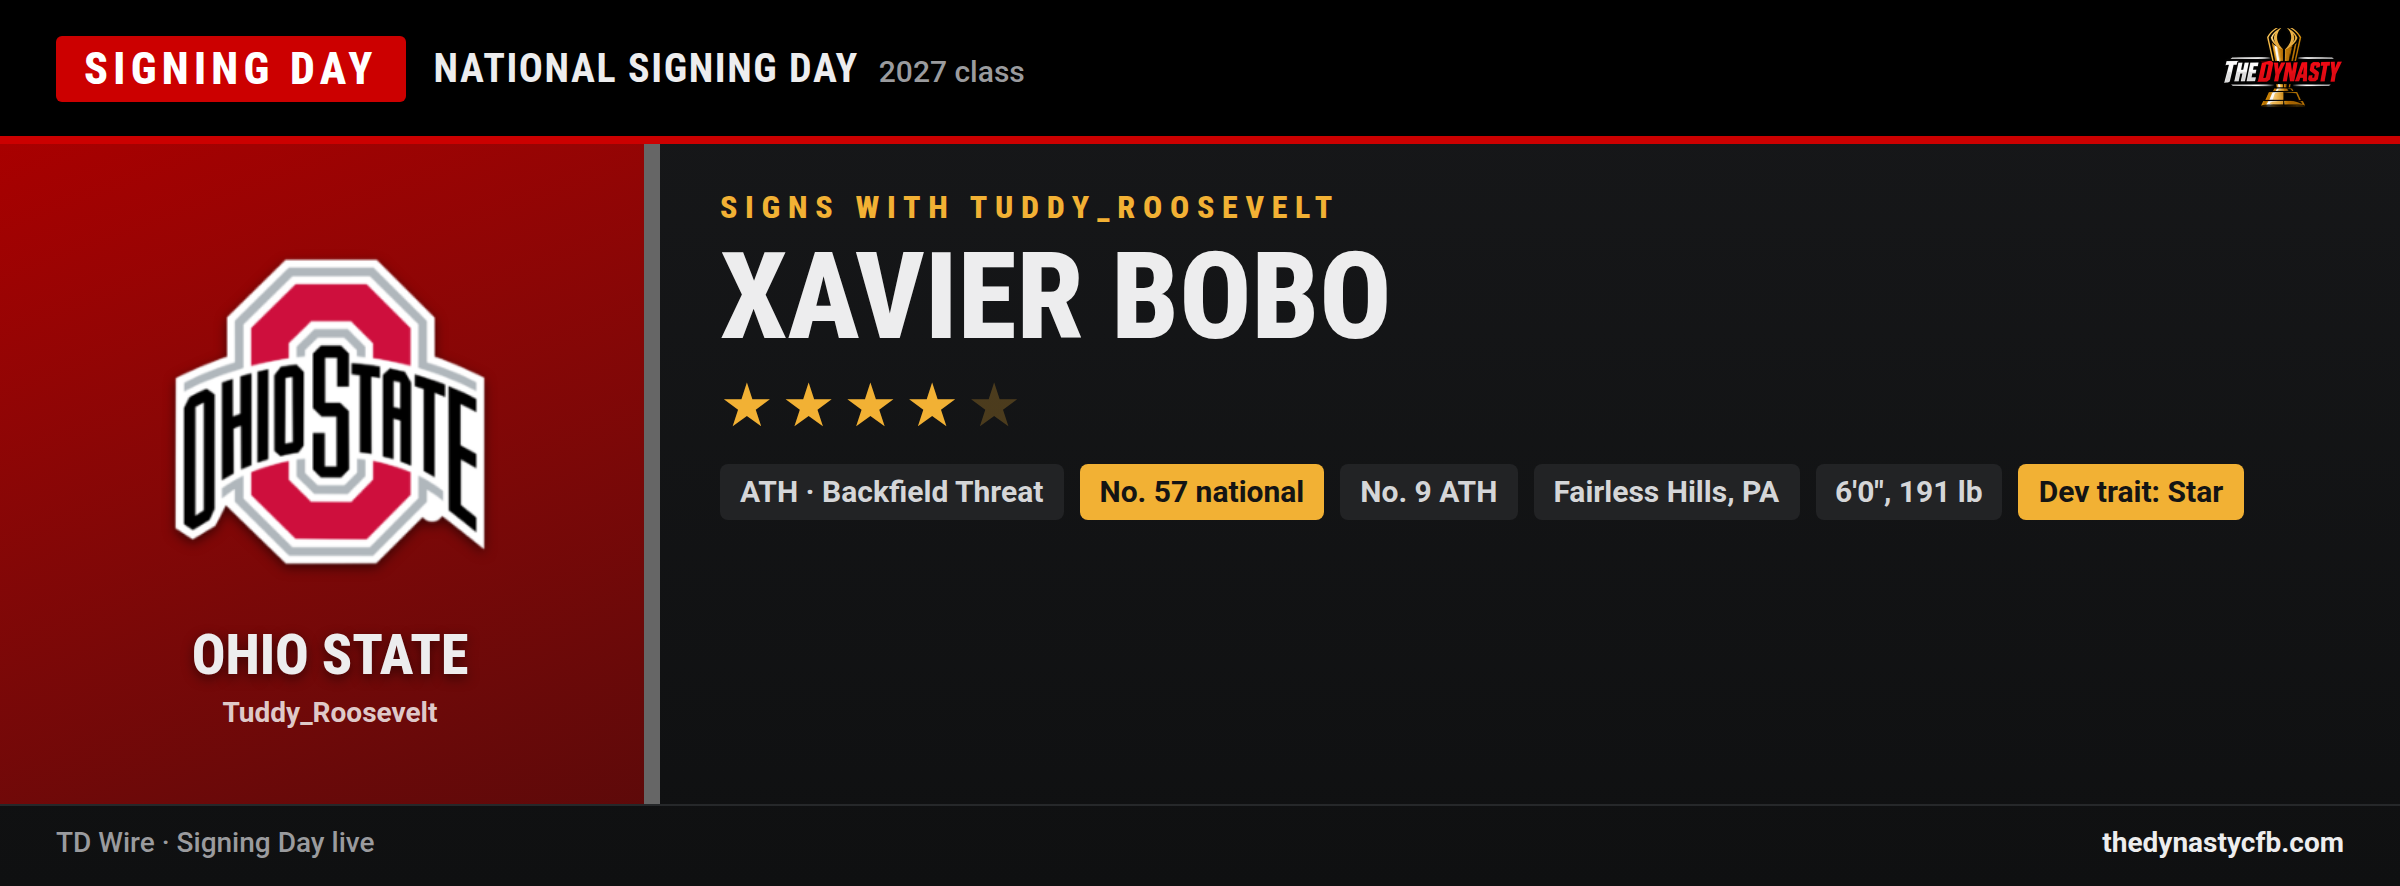 SIGNING DAY NATIONAL SIGNING DAY 2027 class
THE DYNASTY
OHIO STATE
OHIO STATE
Tuddy_Roosevelt
SIGNS WITH TUDDY_ROOSEVELT
XAVIER BOBO
ATH · Backfield Threat No. 57 national No. 9 ATH Fairless Hills, PA 6'0", 191 lb Dev trait: Star
TD Wire · Signing Day live
thedynastycfb.com